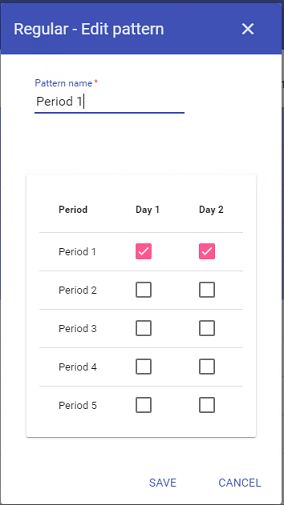 Regular - Edit pattern
Pattern name *
Period 1
Period Day 1 Day 2
Period 1
Period 2
Period 3
Period 4
Period 5
SAVE CANCEL